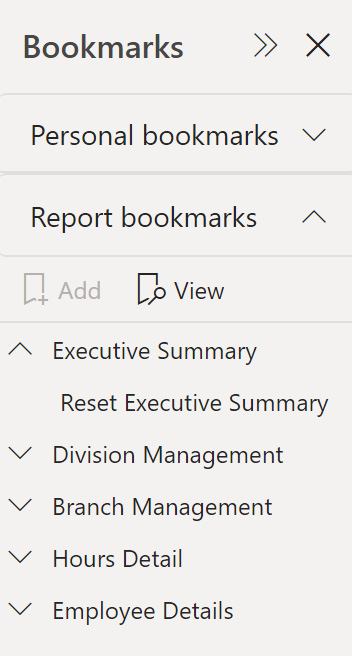 Bookmarks
Personal bookmarks
Report bookmarks
Add View
Executive Summary
Reset Executive Summary
Division Management
Branch Management
Hours Detail
Employee Details